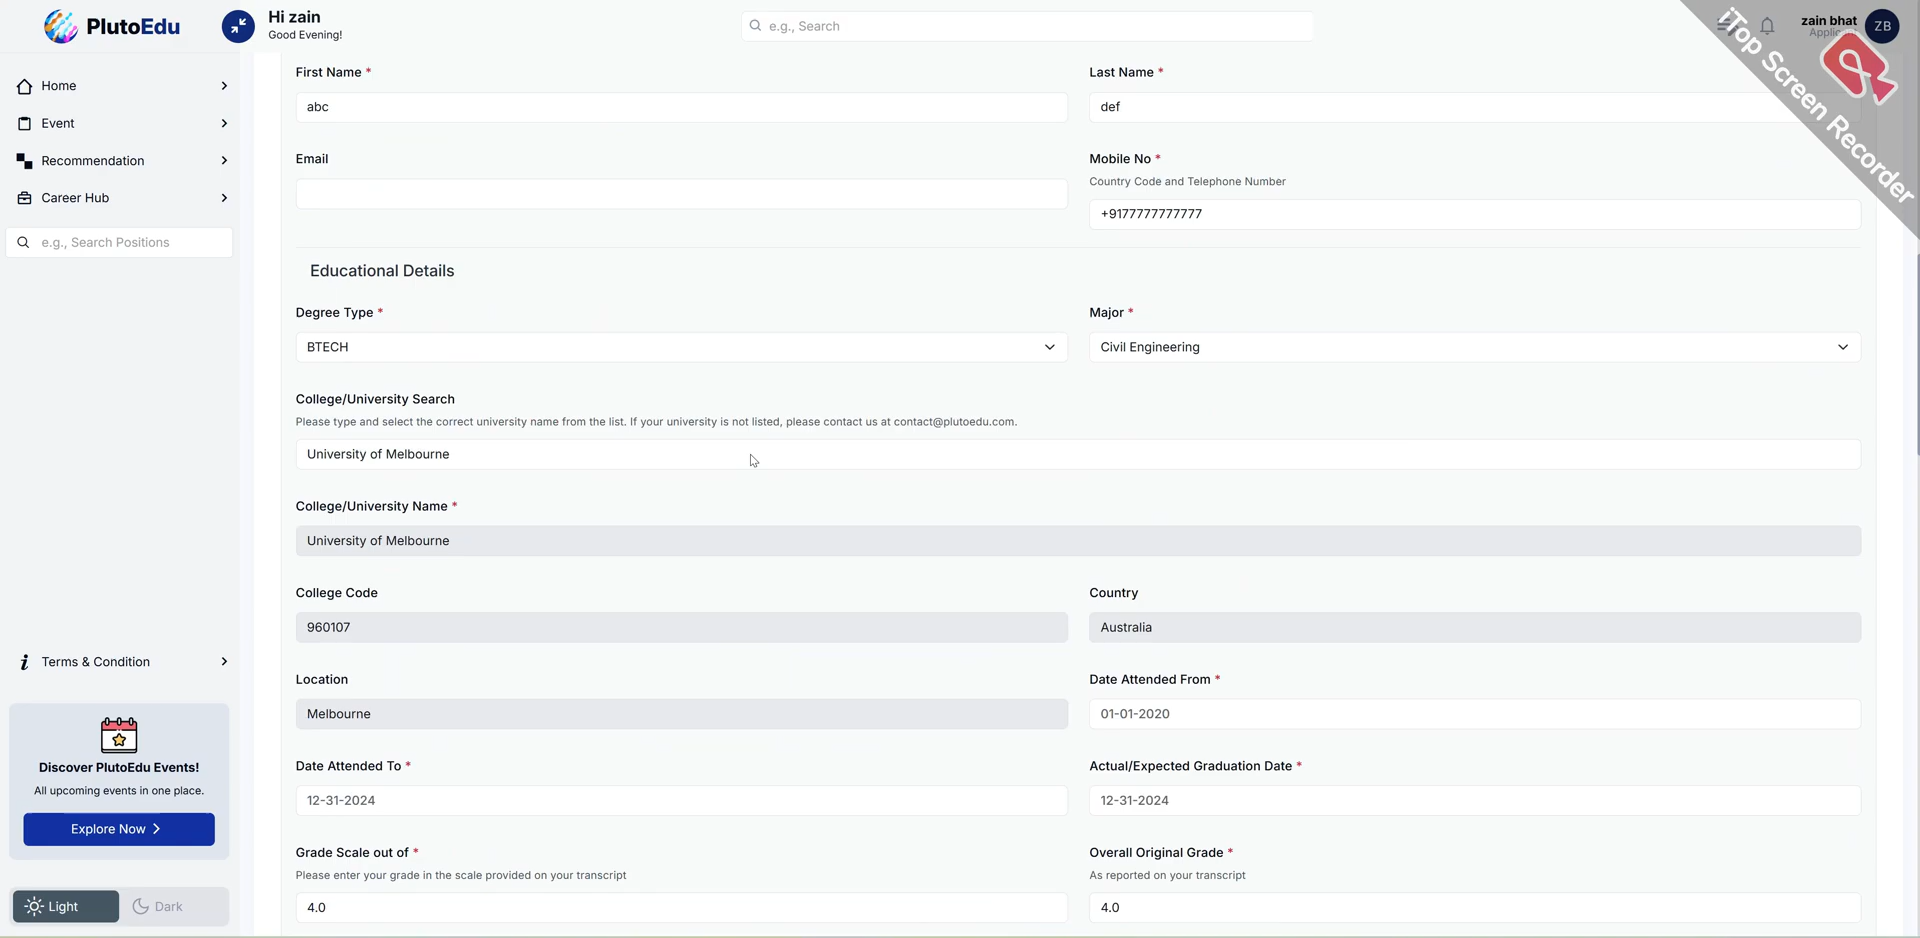 PlutoEdu
Hi zain
Good Evening!
e.g., Search
zain bhat
ZB
iTop Screen Recorder
Home
Event
Recommendation
Career Hub
e.g., Search Positions
Terms & Condition
Discover PlutoEdu Events!
All upcoming events in one place.
Explore Now
Light
Dark
First Name *
Last Name *
abc
def
Email
Mobile No *
Country Code and Telephone Number
+9177777777777
Educational Details
Degree Type *
Major *
BTECH
Civil Engineering
College/University Search
Please type and select the correct university name from the list. If your university is not listed, please contact us at contact@plutoedu.com.
University of Melbourne
College/University Name *
University of Melbourne
College Code
Country
960107
Australia
Location
Date Attended From *
Melbourne
01-01-2020
Date Attended To *
Actual/Expected Graduation Date *
12-31-2024
12-31-2024
Grade Scale out of *
Overall Original Grade *
Please enter your grade in the scale provided on your transcript
As reported on your transcript
4.0
4.0